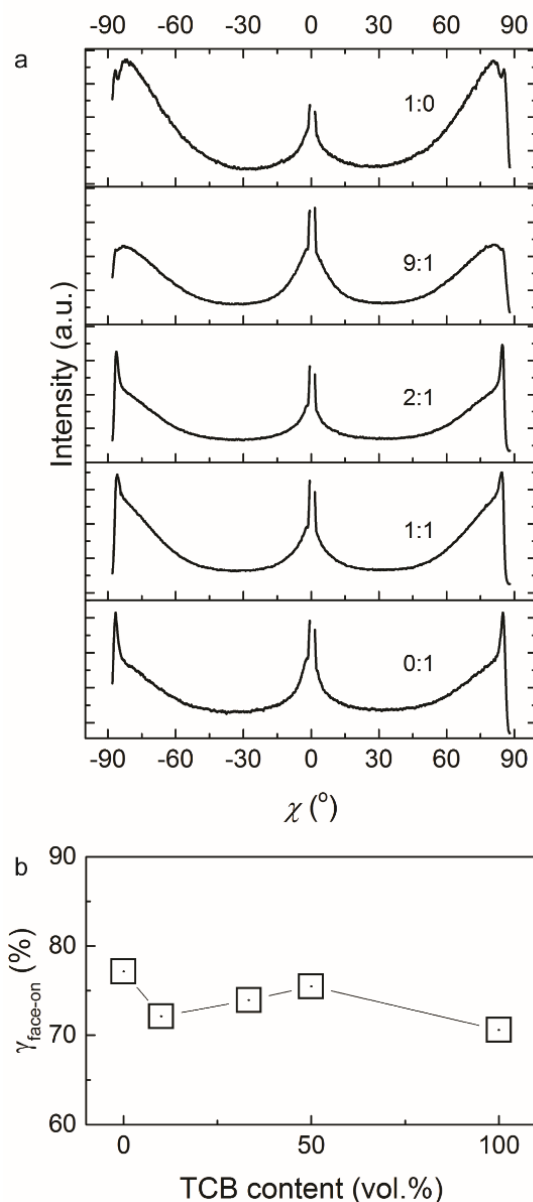 -90 -60 -30 0 30 60 90
a
1:0
9:1
2:1
1:1
0:1
Intensity (a.u.)
-90 -60 -30 0 30 60 90
χ (°)
b
90
80
70
60
γface-on (%)
0 50 100
TCB content (vol.%)